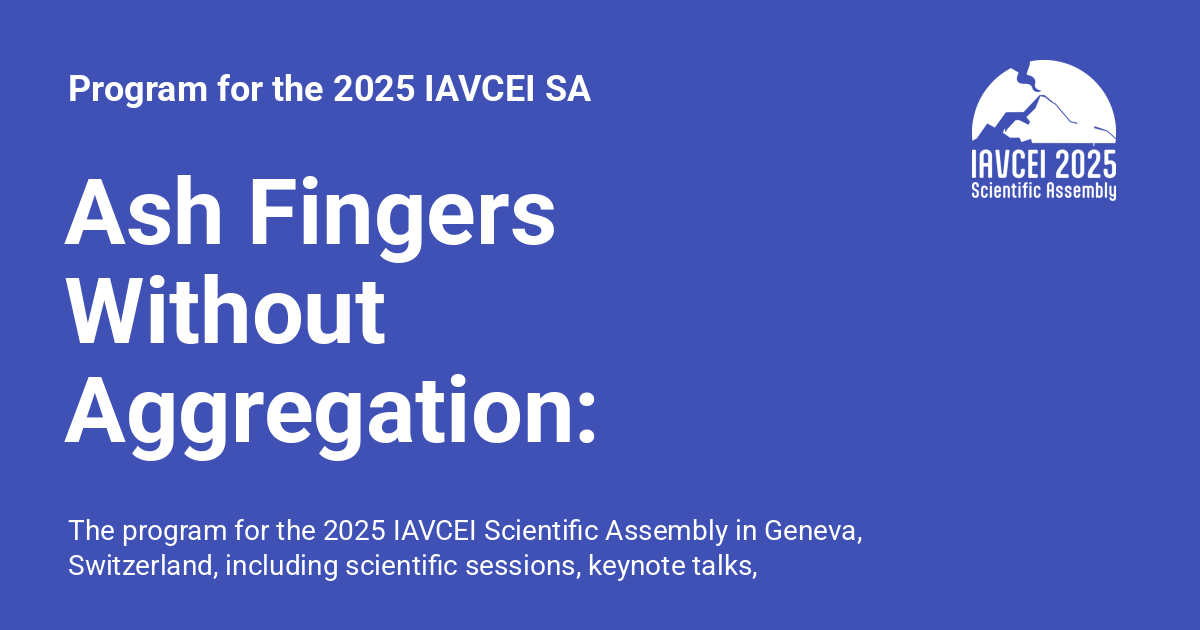 Program for the 2025 IAVCEI SA
IAVCEI 2025
Scientific Assembly
Ash Fingers
Without
Aggregation:
The program for the 2025 IAVCEI Scientific Assembly in Geneva,
Switzerland, including scientific sessions, keynote talks,